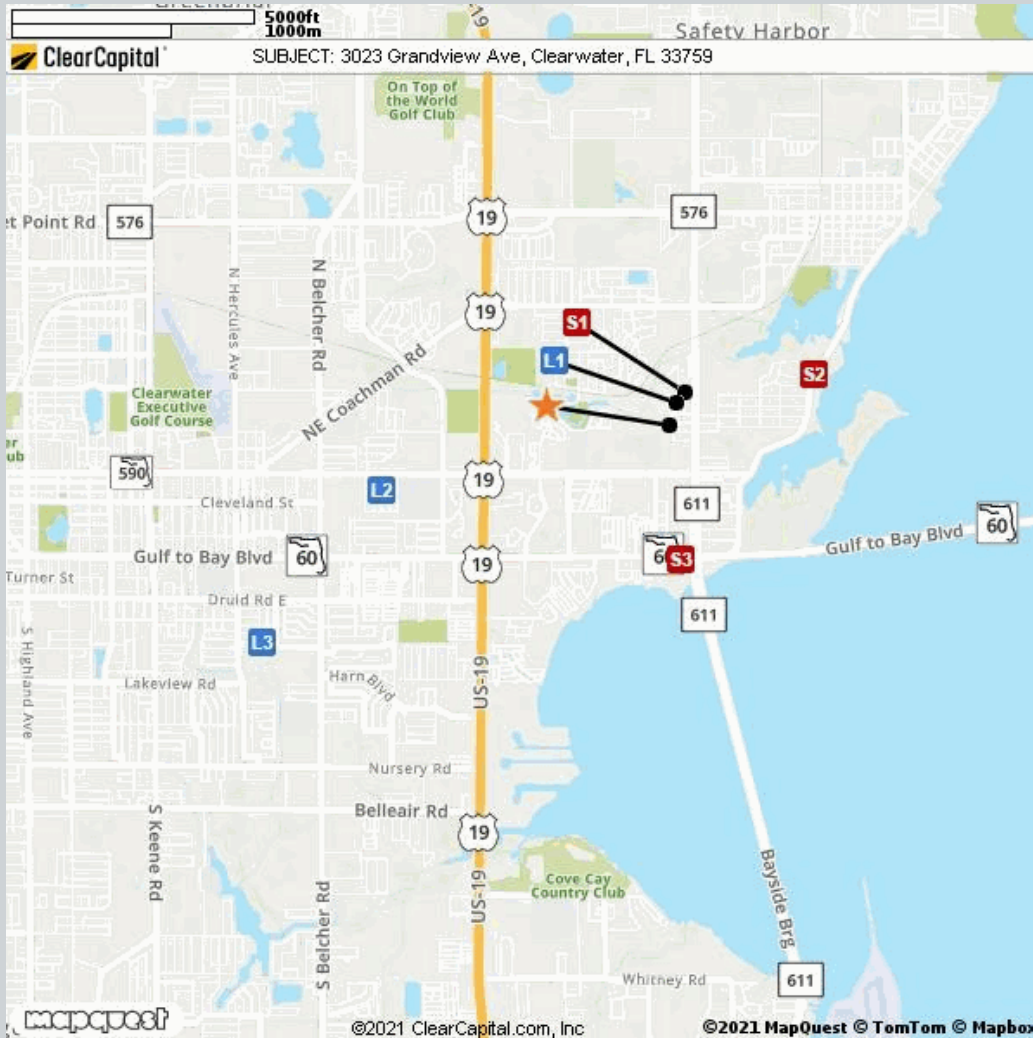 5000ft
1000m
19
Safety Harbor
ClearCapital
SUBJECT: 3023 Grandview Ave, Clearwater, FL 33759
On Top of
the World
Golf Club
et Point Rd
576
19
576
N Hercules Ave
N Belcher Rd
19
S1
L1
S2
NE Coachman Rd
Clearwater
Executive
Golf Course
er
ub
590
L2
19
Cleveland St
611
60
Gulf to Bay Blvd
60
19
6
S3
Gulf to Bay Blvd
Turner St
Druid Rd E
611
L3
S Highland Ave
Harn Blvd
Lakeview Rd
US-19
Nursery Rd
Belleair Rd
19
S Keene Rd
Cove Cay
Country Club
Bayside Brg
S Belcher Rd
US-19
Whitney Rd
611
mapquest
©2021 ClearCapital.com, Inc
©2021 MapQuest © TomTom © Mapbox